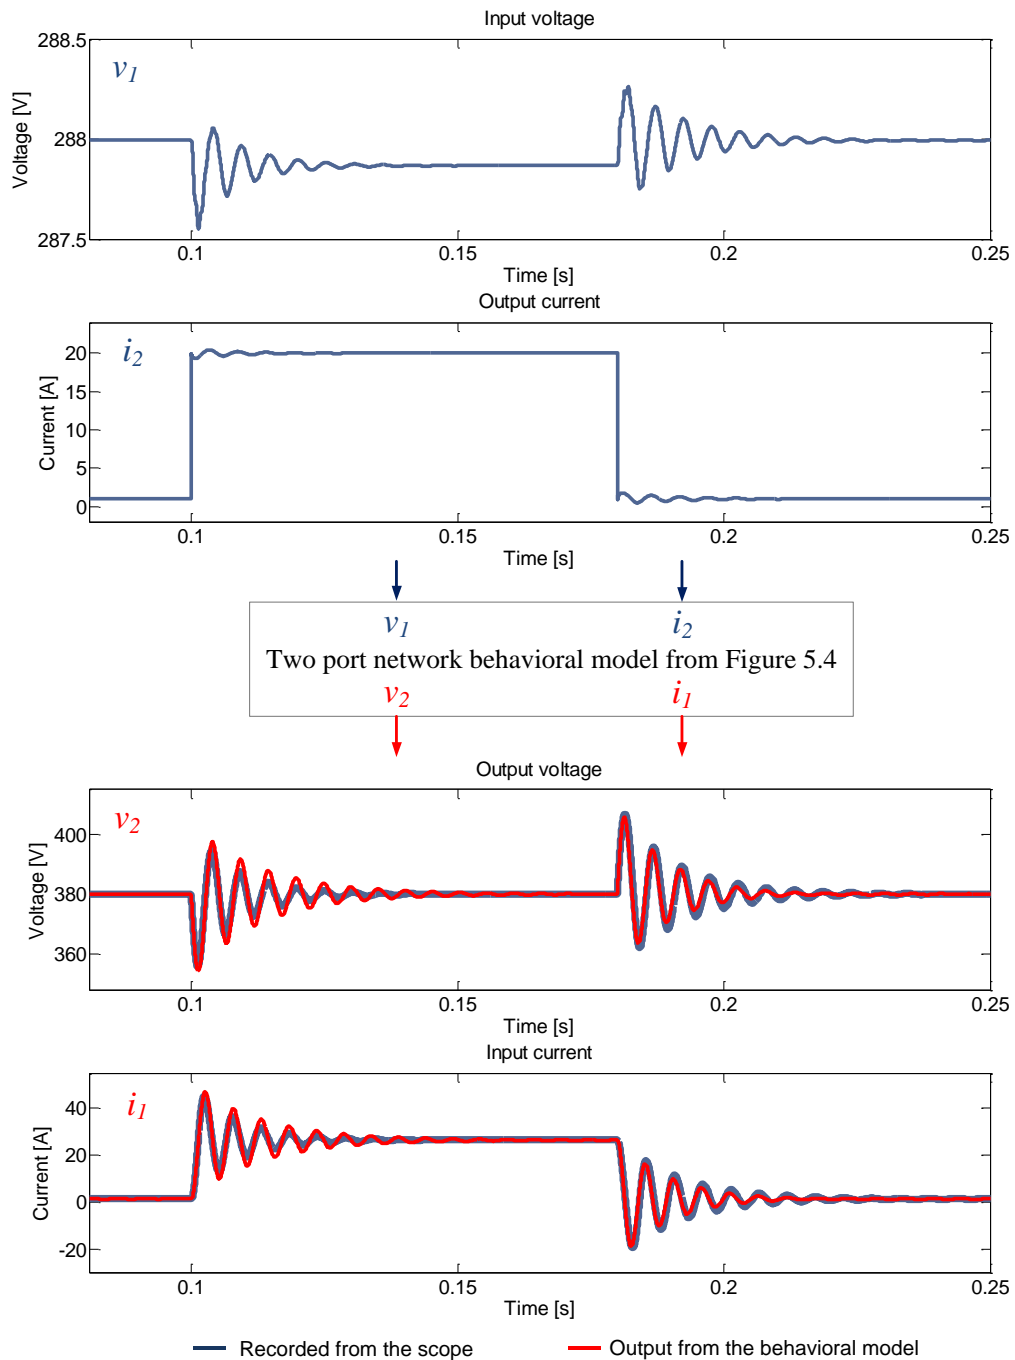 Input voltage
288.5
v1
288
Voltage [V]
287.5
0.1
0.15
0.2
0.25
Time [s]
Output current
i2
20
15
10
5
0
Current [A]
0.1
0.15
0.2
0.25
Time [s]
v1 i2
Two port network behavioral model from Figure 5.4
v2 i1
Output voltage
v2
400
380
360
Voltage [V]
0.1
0.15
0.2
0.25
Time [s]
Input current
i1
40
20
0
-20
Current [A]
0.1
0.15
0.2
0.25
Time [s]
Recorded from the scope
Output from the behavioral model